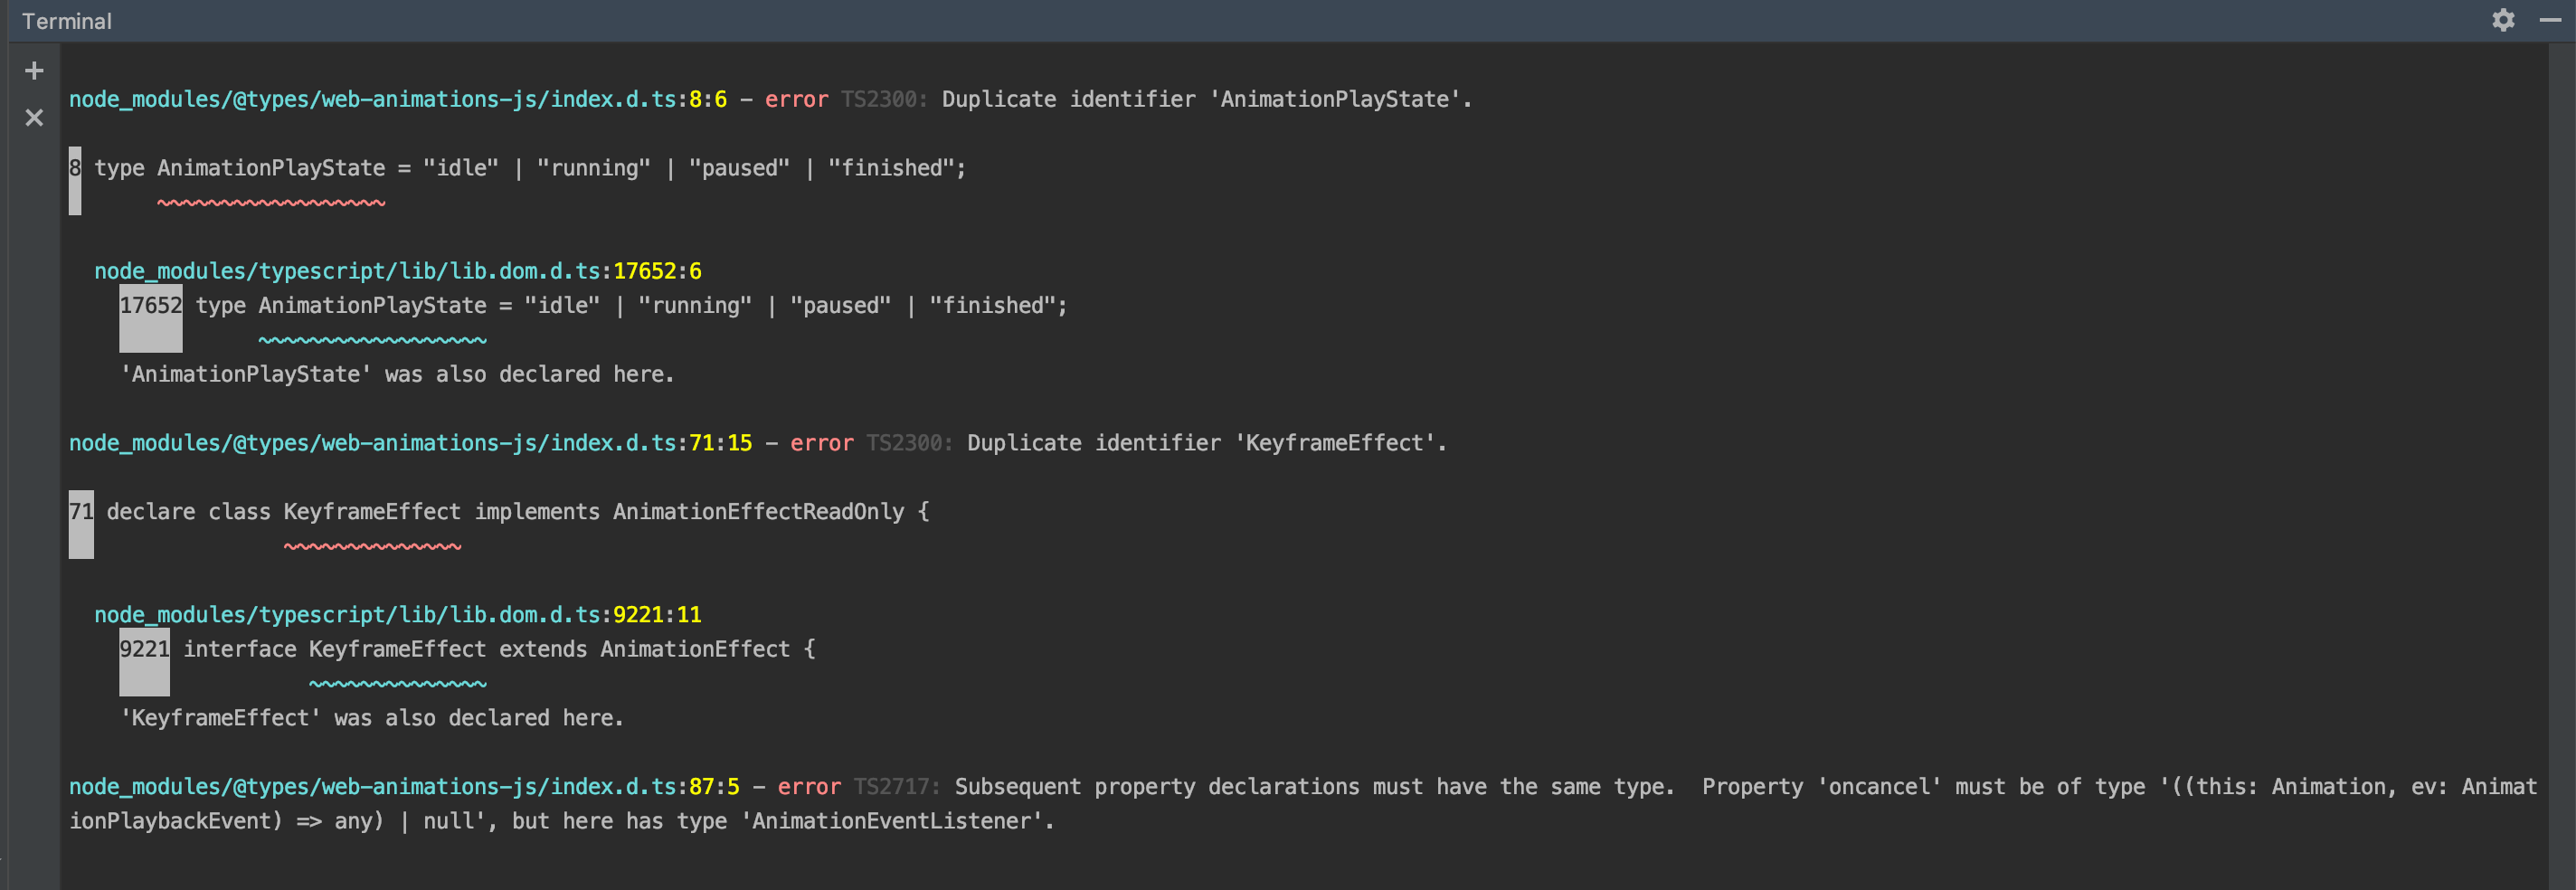 Terminal
node_modules/@types/web-animations-js/index.d.ts:8:6 - error TS2300: Duplicate identifier 'AnimationPlayState'.
8 type AnimationPlayState = "idle" | "running" | "paused" | "finished";
~~~~~~~~~~~~~~~~~~
node_modules/typescript/lib/lib.dom.d.ts:17652:6
17652 type AnimationPlayState = "idle" | "running" | "paused" | "finished";
~~~~~~~~~~~~~~~~~~
'AnimationPlayState' was also declared here.
node_modules/@types/web-animations-js/index.d.ts:71:15 - error TS2300: Duplicate identifier 'KeyframeEffect'.
71 declare class KeyframeEffect implements AnimationEffectReadOnly {
~~~~~~~~~~~~~~
node_modules/typescript/lib/lib.dom.d.ts:9221:11
9221 interface KeyframeEffect extends AnimationEffect {
~~~~~~~~~~~~~~
'KeyframeEffect' was also declared here.
node_modules/@types/web-animations-js/index.d.ts:87:5 - error TS2717: Subsequent property declarations must have the same type.  Property 'oncancel' must be of type '((this: Animation, ev: Animat
ionPlaybackEvent) => any) | null', but here has type 'AnimationEventListener'.